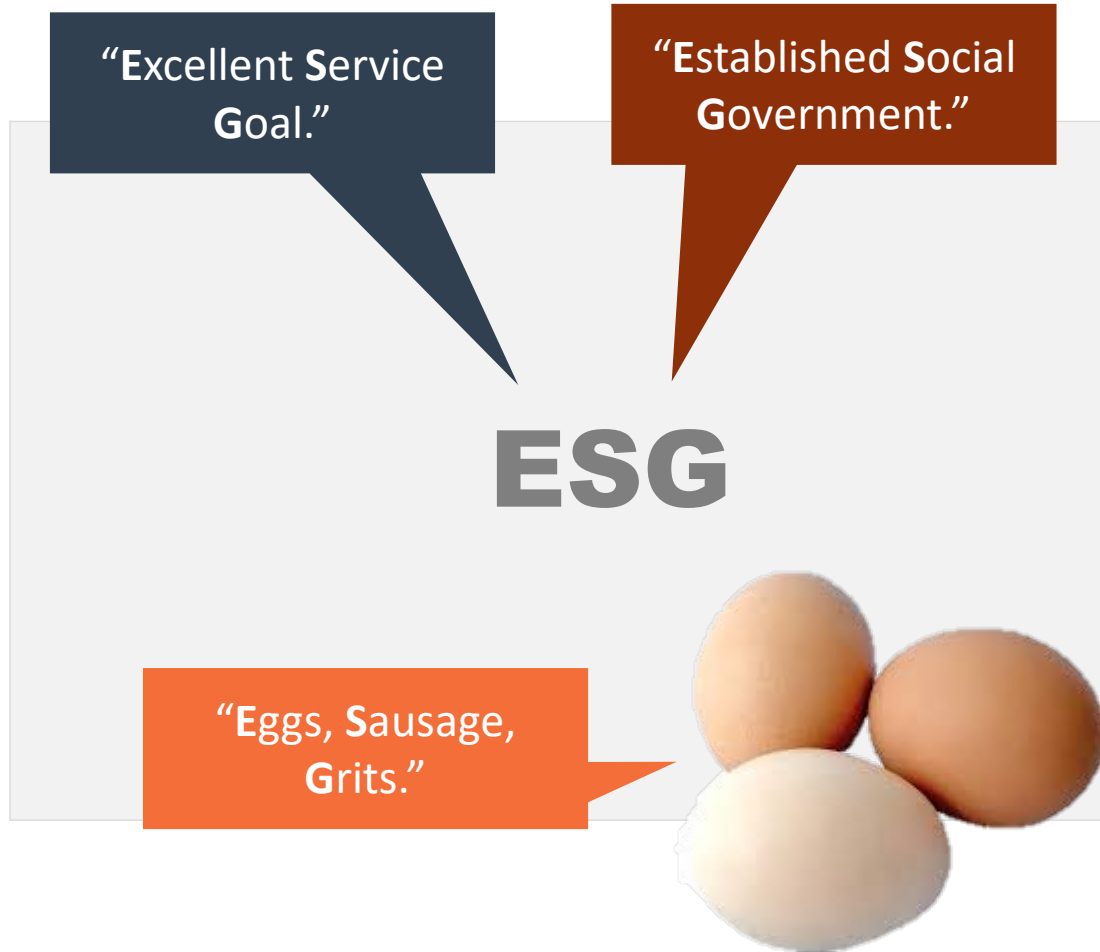 “Excellent Service
Goal.”
“Established Social
Government.”
ESG
“Eggs, Sausage,
Grits.”